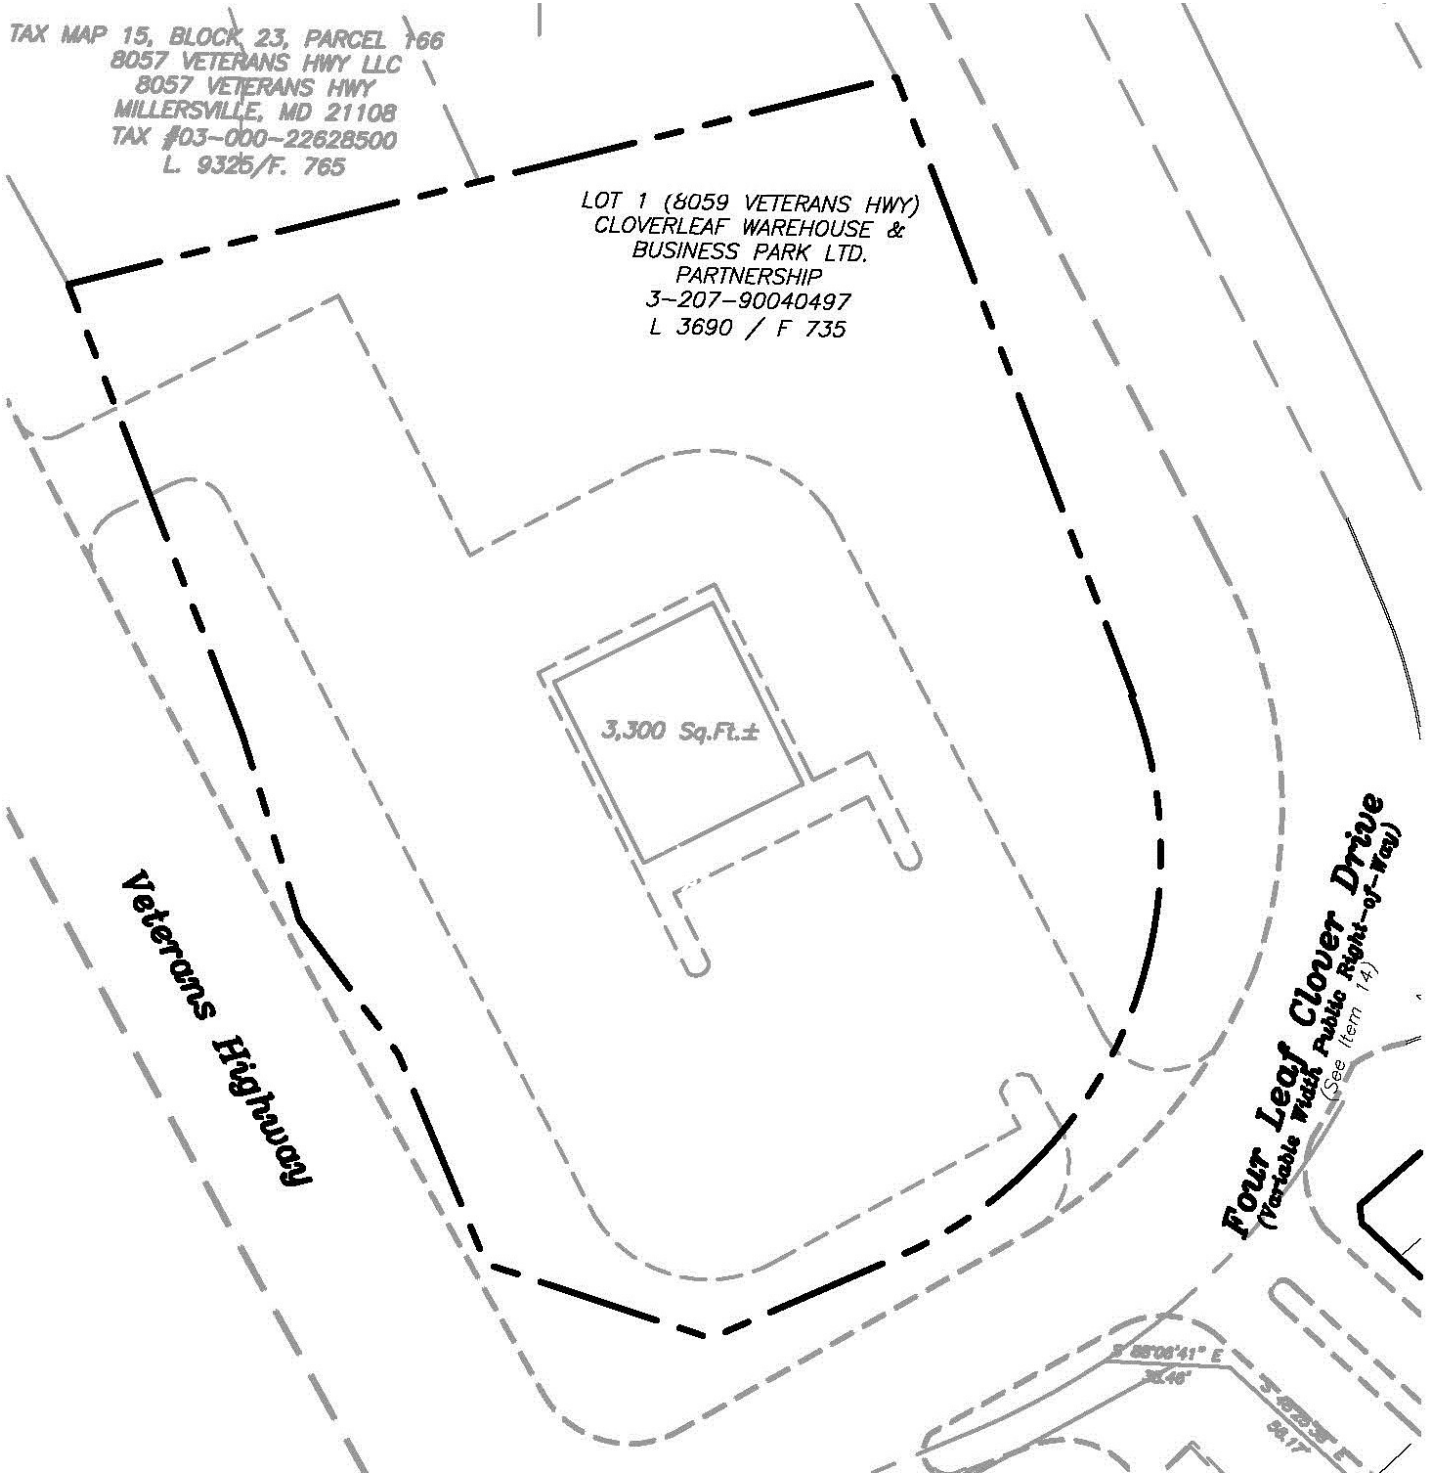 TAX MAP 15, BLOCK 23, PARCEL 166
8057 VETERANS HWY LLC
8057 VETERANS HWY
MILLERSVILLE, MD 21108
TAX #03-000-22628500
L. 9325/F. 765
LOT 1 (8059 VETERANS HWY)
CLOVERLEAF WAREHOUSE &
BUSINESS PARK LTD.
PARTNERSHIP
3-207-90040497
L 3690 / F 735
3,300 Sq.Ft.±
Veterans Highway
Four Leaf Clover Drive
(Variable Width Public Right-of-Way)
(See Item 14)
S 88°06'41" E